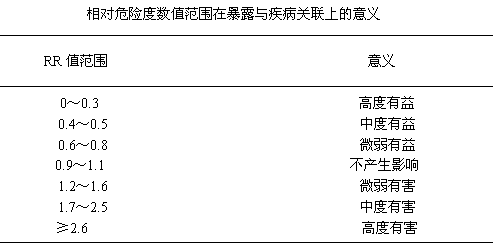 相对危险度数值范围在暴露与疾病关联上的意义
RR 值范围 意义
0～0.3 高度有益
0.4～0.5 中度有益
0.6～0.8 微弱有益
0.9～1.1 不产生影响
1.2～1.6 微弱有害
1.7～2.5 中度有害
≥2.6 高度有害